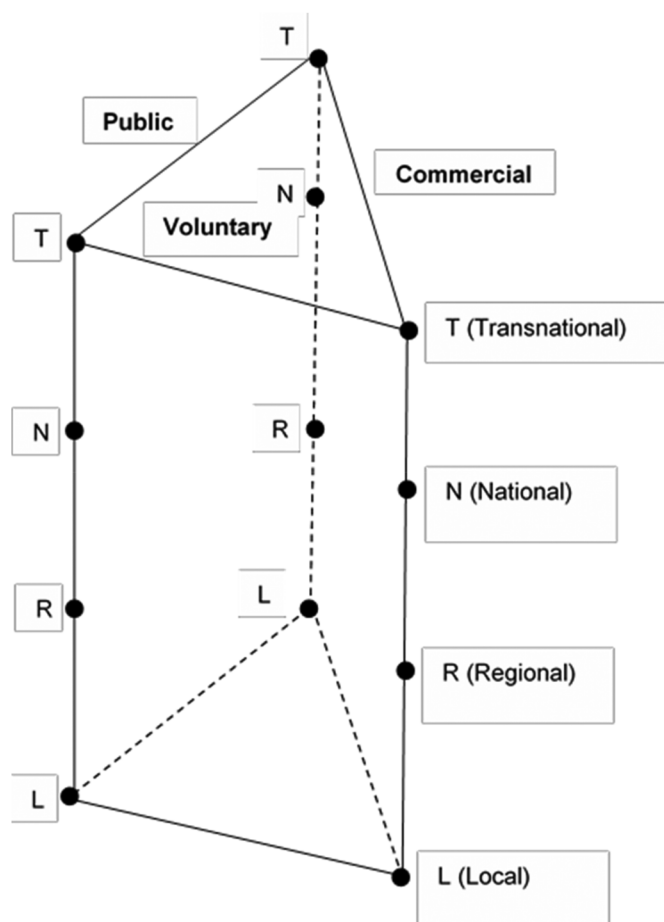 T
Public
Commercial
N
Voluntary
T
T (Transnational)
N
R
N (National)
L
R
R (Regional)
L
L (Local)